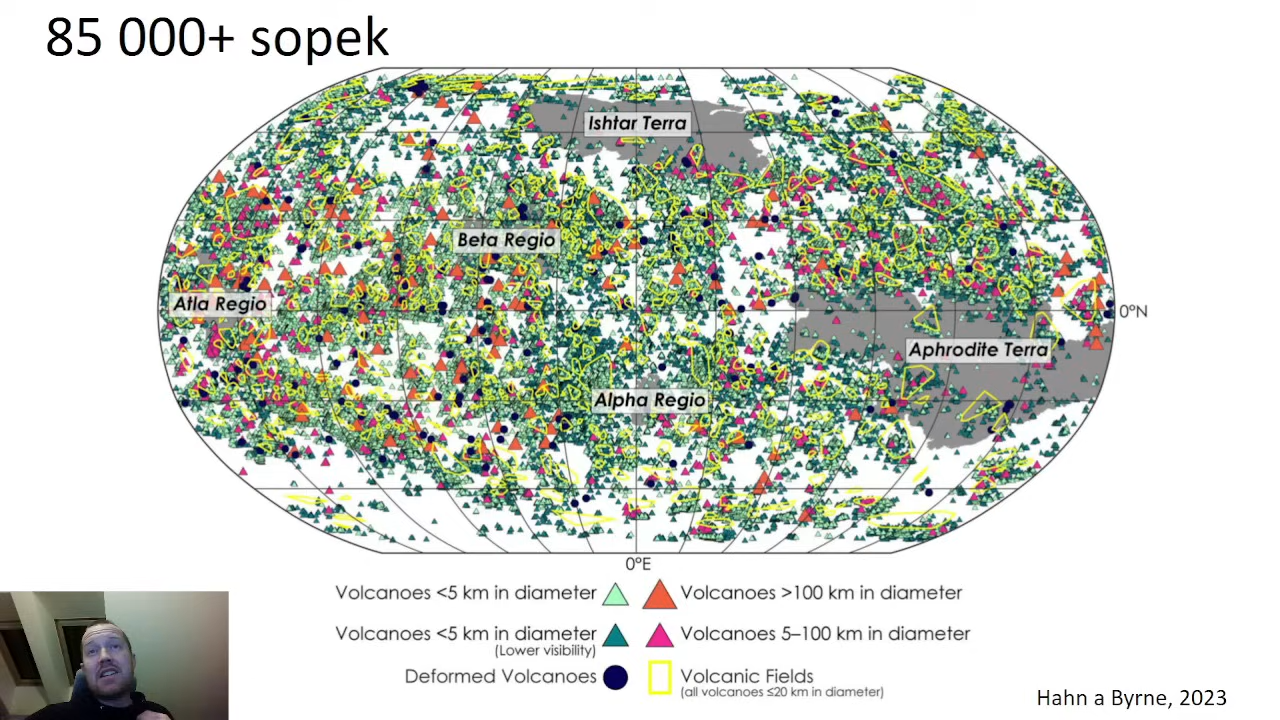 85 000+ sopek
Ishtar Terra
Beta Regio
Atla Regio
0°N
Aphrodite Terra
Alpha Regio
0°E
Volcanoes <5 km in diameter
Volcanoes >100 km in diameter
Volcanoes <5 km in diameter
(Lower visibility)
Volcanoes 5–100 km in diameter
Deformed Volcanoes
Volcanic Fields
(all volcanoes ≤20 km in diameter)
Hahn a Byrne, 2023